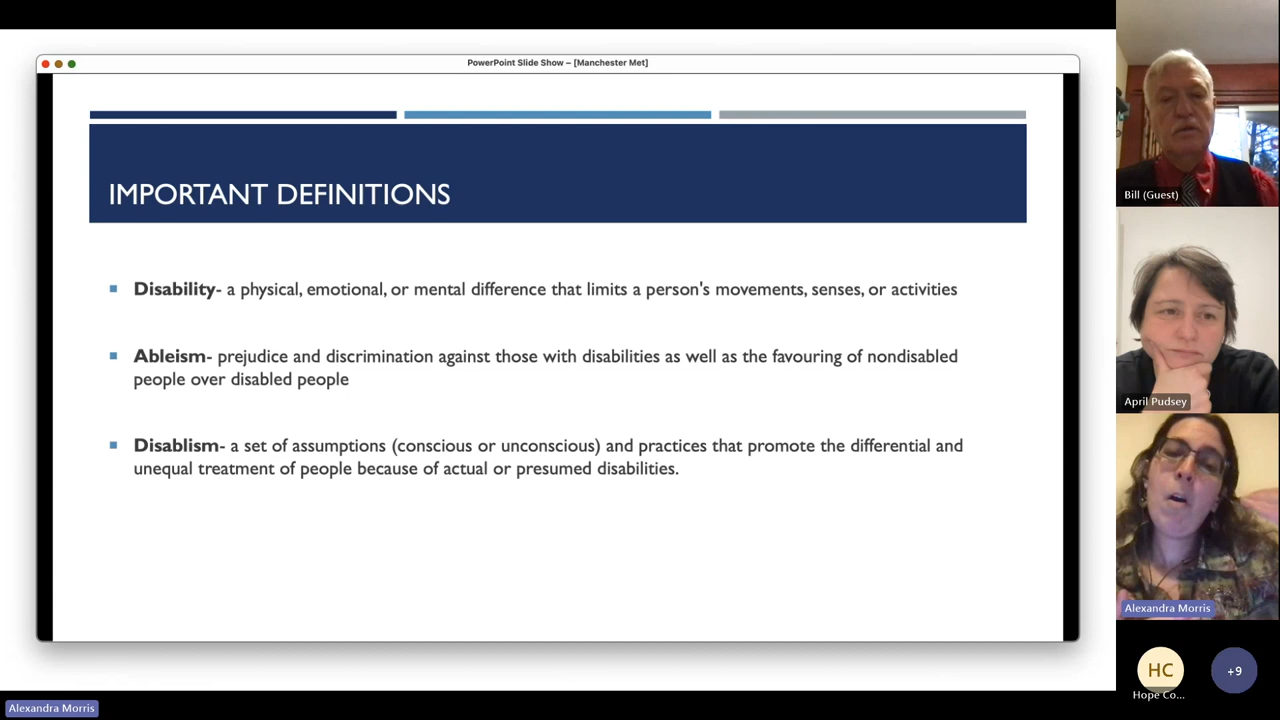 PowerPoint Slide Show – [Manchester Met]
IMPORTANT DEFINITIONS
Disability- a physical, emotional, or mental difference that limits a person's movements, senses, or activities
Ableism- prejudice and discrimination against those with disabilities as well as the favouring of nondisabled
people over disabled people
Disablism- a set of assumptions (conscious or unconscious) and practices that promote the differential and
unequal treatment of people because of actual or presumed disabilities.
Bill (Guest)
April Pudsey
Alexandra Morris
HC
Hope Co...
+9
Alexandra Morris